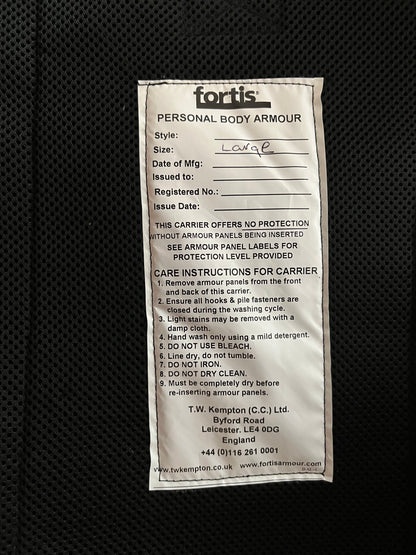 fortis®
PERSONAL BODY ARMOUR
Style:
Size: Large
Date of Mfg:
Issued to:
Registered No.:
Issue Date:
THIS CARRIER OFFERS NO PROTECTION
WITHOUT ARMOUR PANELS BEING INSERTED
SEE ARMOUR PANEL LABELS FOR
PROTECTION LEVEL PROVIDED
CARE INSTRUCTIONS FOR CARRIER
1. Remove armour panels from the front
and back of this carrier.
2. Ensure all hooks & pile fasteners are
closed during the washing cycle.
3. Light stains may be removed with a
damp cloth.
4. Hand wash only using a mild detergent.
5. DO NOT USE BLEACH.
6. Line dry, do not tumble.
7. DO NOT IRON.
8. DO NOT DRY CLEAN.
9. Must be completely dry before
re-inserting armour panels.
T.W. Kempton (C.C.) Ltd.
Byford Road
Leicester. LE4 0DG
England
+44 (0)116 261 0001
www.twkempton.co.uk www.fortisarmour.com